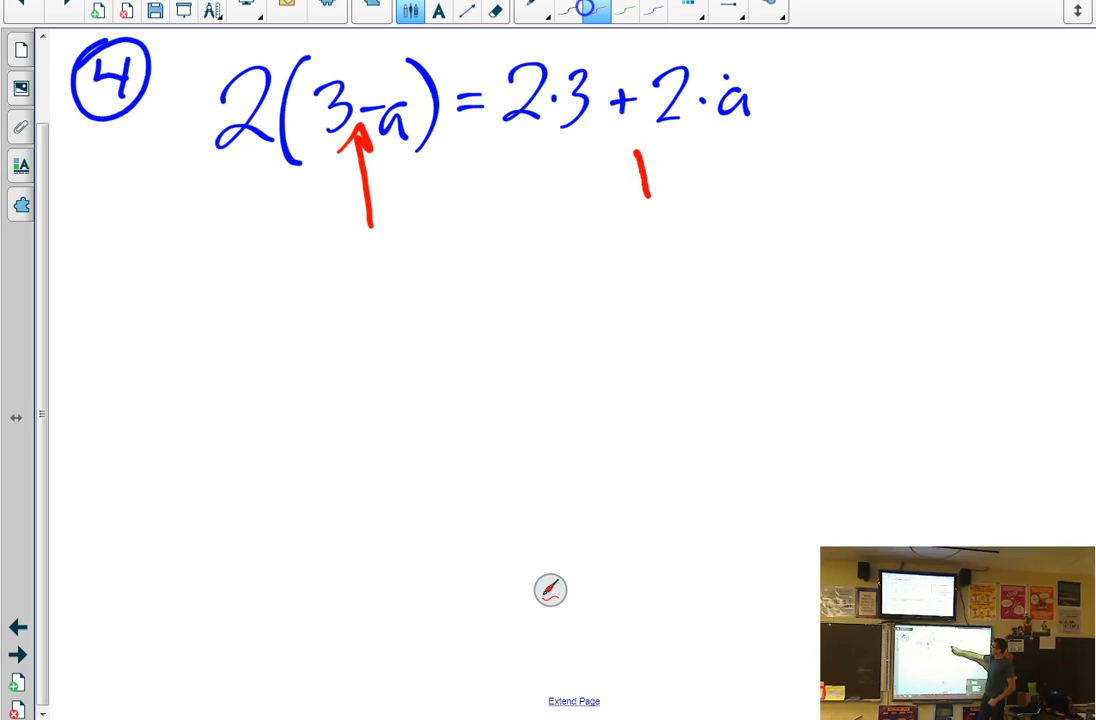 ④ 2(3-a) = 2·3 + 2·a
Extend Page